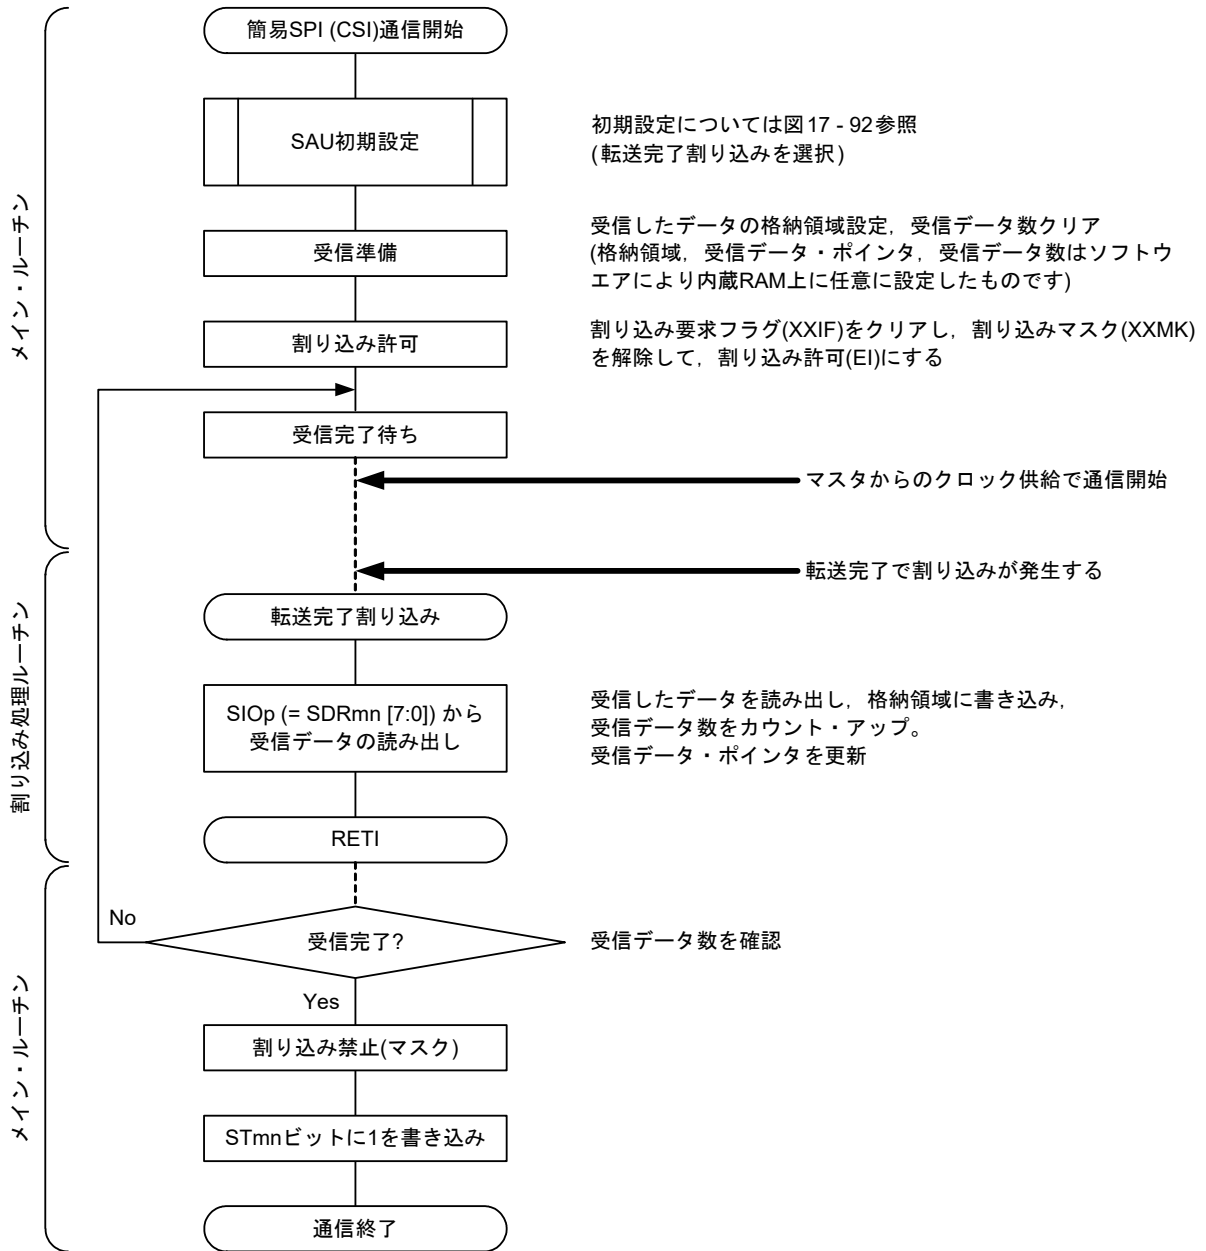 簡易SPI (CSI)通信開始
SAU初期設定
初期設定については図17 - 92参照
(転送完了割り込みを選択)
受信準備
受信したデータの格納領域設定，受信データ数クリア
(格納領域，受信データ・ポインタ，受信データ数はソフトウ
エアにより内蔵RAM上に任意に設定したものです)
メイン・ルーチン
割り込み許可
割り込み要求フラグ(XXIF)をクリアし，割り込みマスク(XXMK)
を解除して，割り込み許可(EI)にする
受信完了待ち
マスタからのクロック供給で通信開始
転送完了で割り込みが発生する
転送完了割り込み
割り込み処理ルーチン
SIOp (= SDRmn [7:0]) から
受信データの読み出し
受信したデータを読み出し，格納領域に書き込み，
受信データ数をカウント・アップ。
受信データ・ポインタを更新
RETI
No
受信完了?
受信データ数を確認
Yes
メイン・ルーチン
割り込み禁止(マスク)
STmnビットに1を書き込み
通信終了